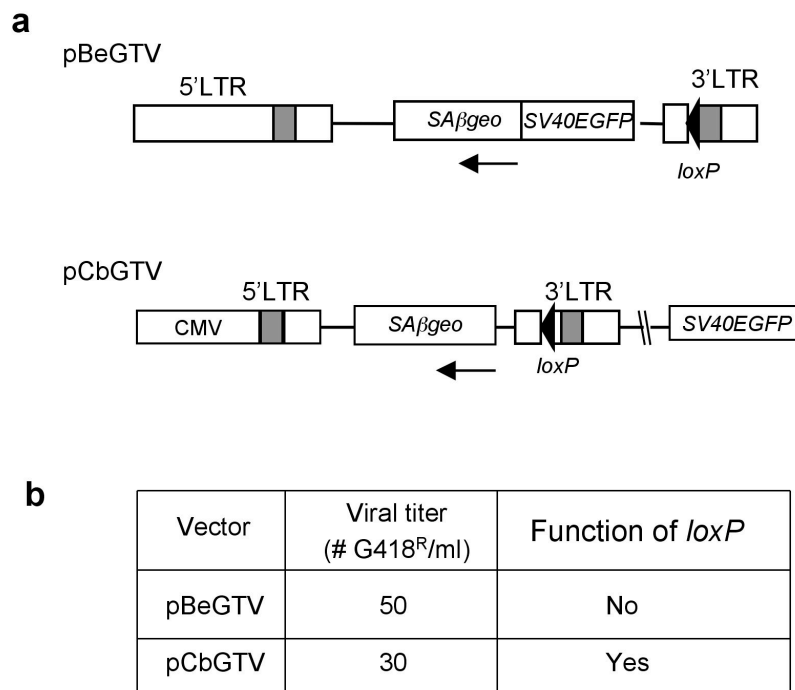 a
pBeGTV
5'LTR
3'LTR
SAβgeo
SV40EGFP
loxP
pCbGTV
5'LTR
3'LTR
CMV
SAβgeo
SV40EGFP
loxP
b
Vector
Viral titer
(# G418R/ml)
Function of loxP
pBeGTV
50
No
pCbGTV
30
Yes